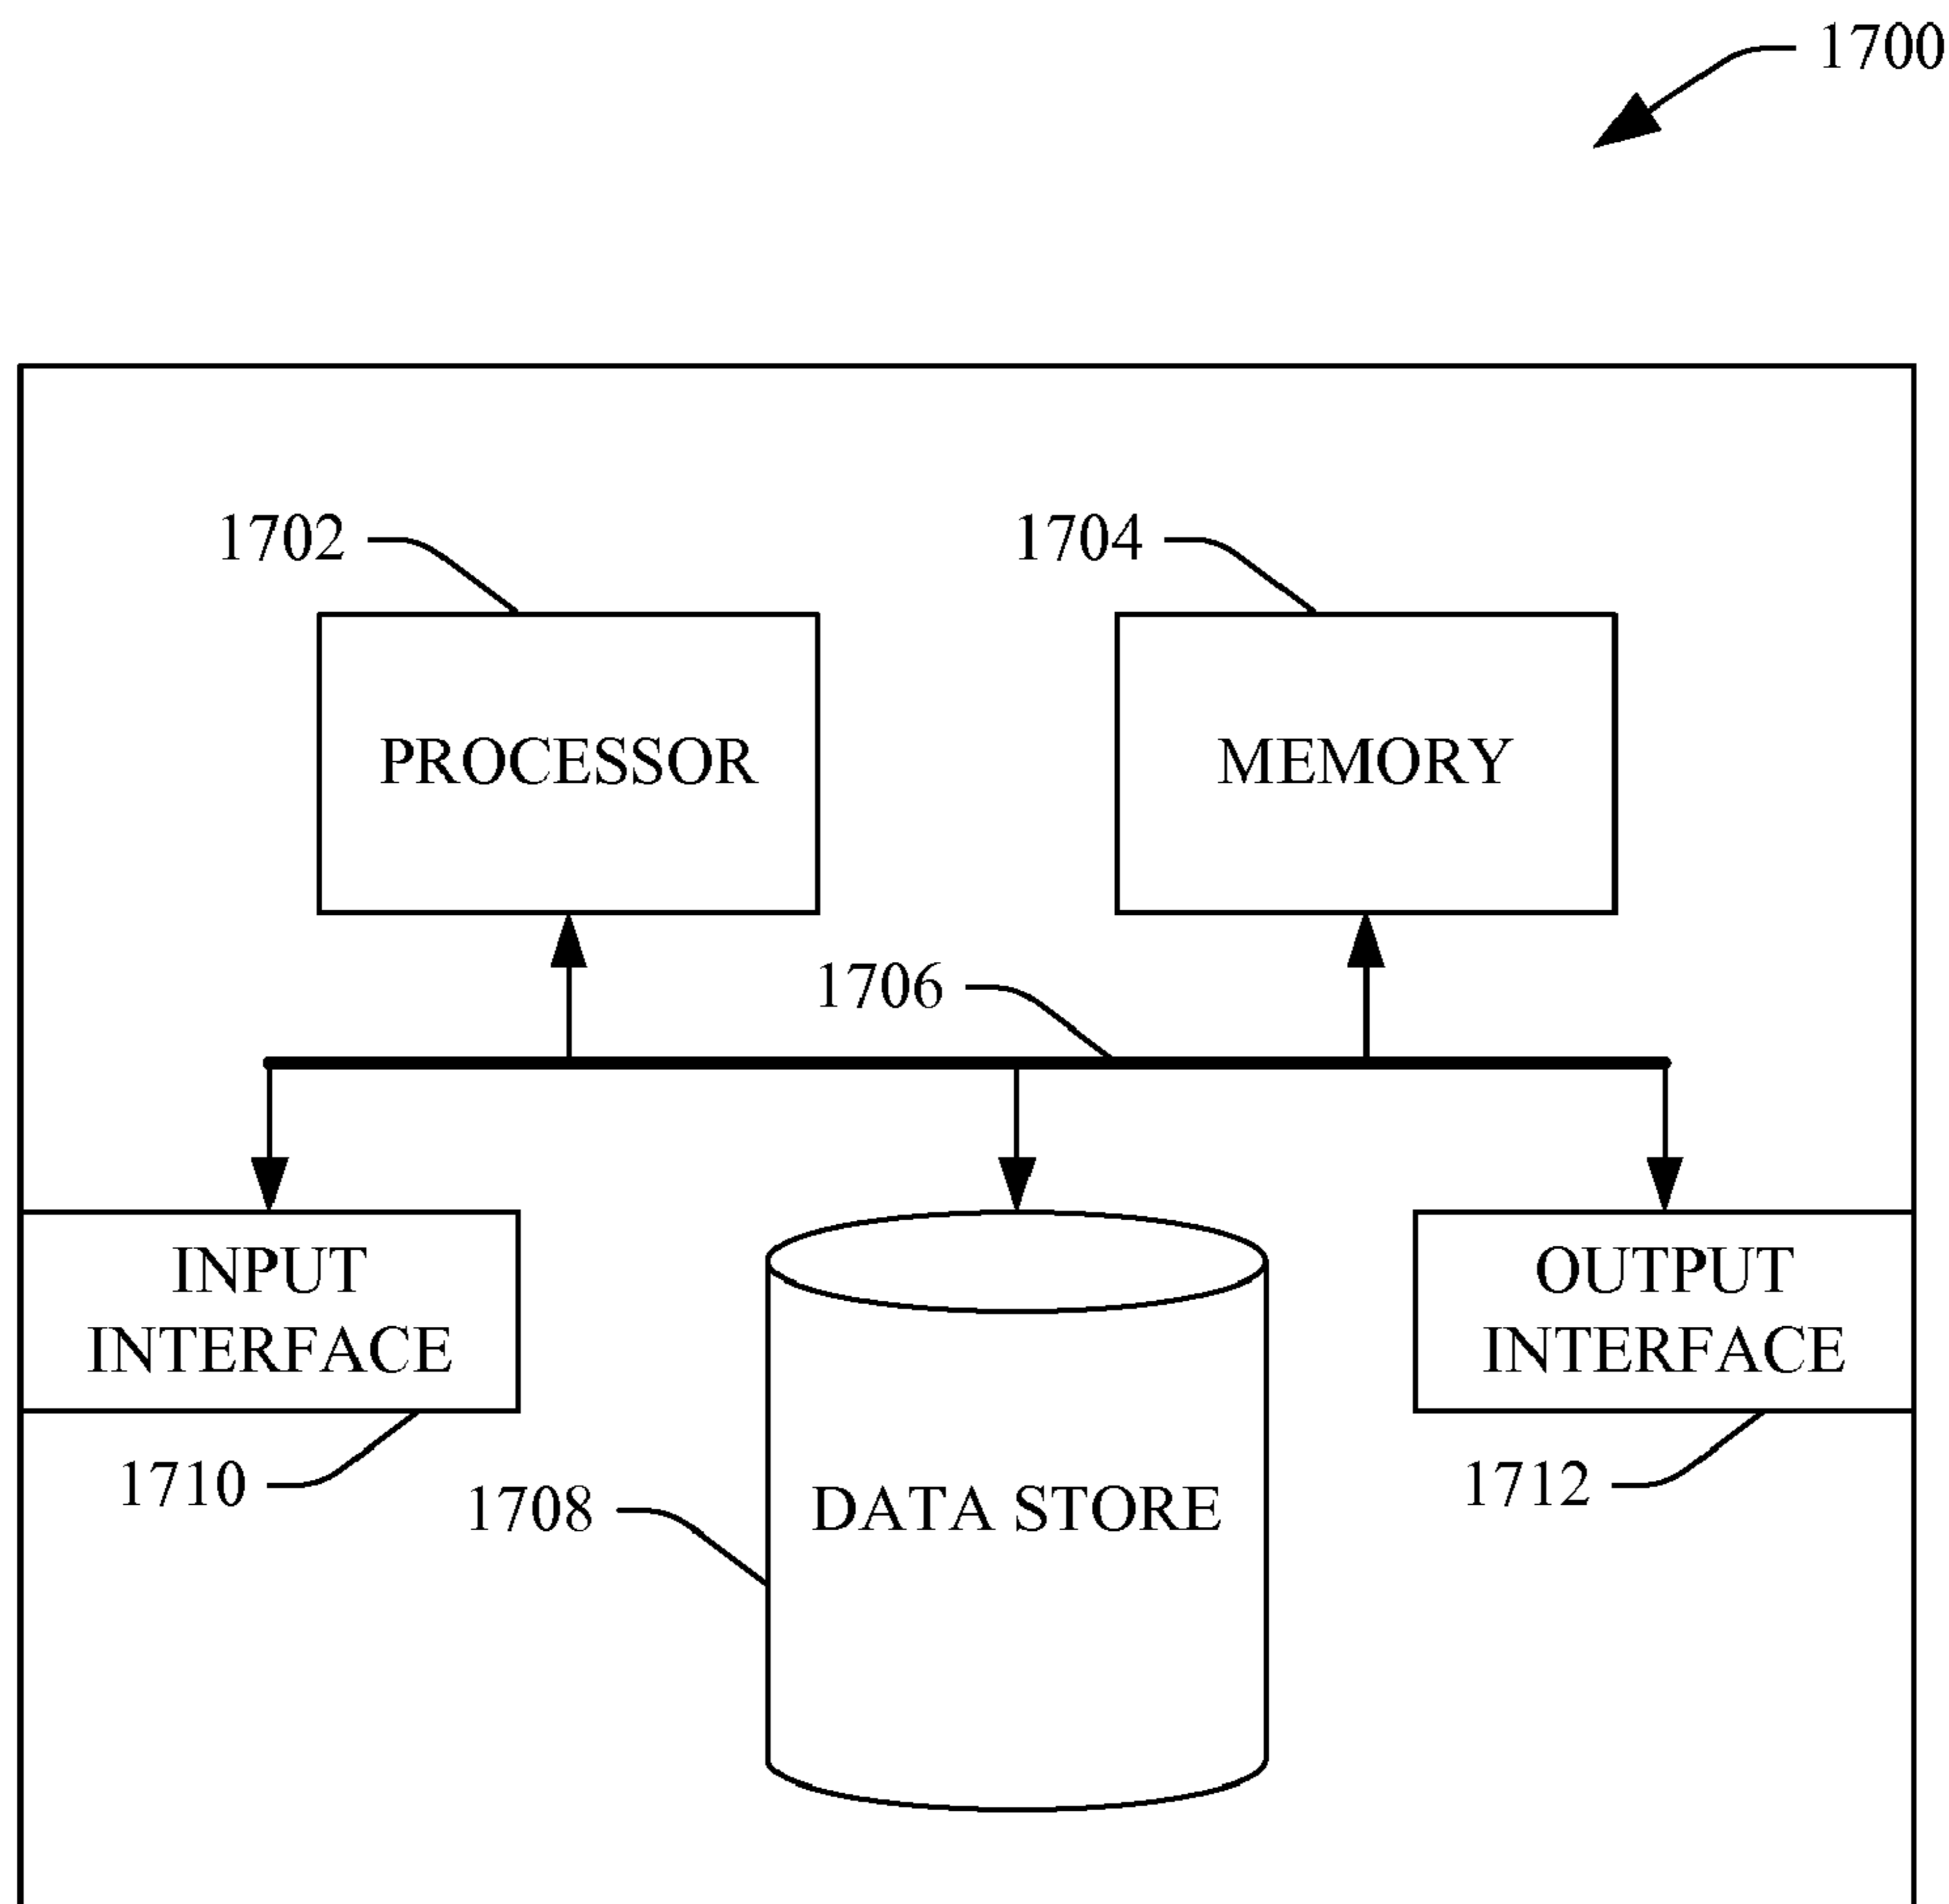 1700
1702
1704
PROCESSOR
MEMORY
1706
INPUT
INTERFACE
OUTPUT
INTERFACE
1710
1708
DATA STORE
1712